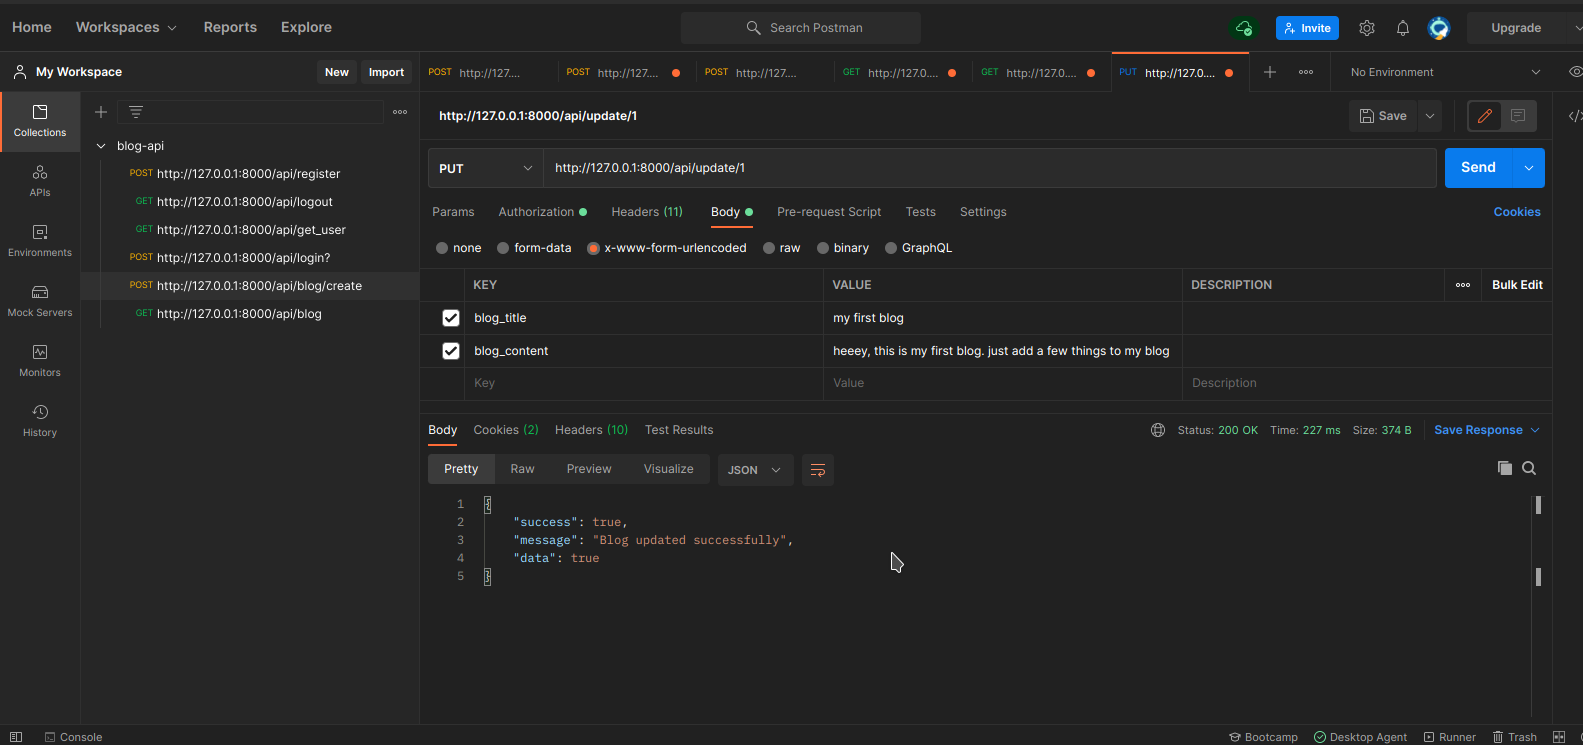 Home Workspaces Reports Explore Search Postman Invite Upgrade
My Workspace New Import POST http://127.... POST http://127.... POST http://127.... GET http://127.0.... GET http://127.0.... PUT http://127.0.... No Environment
Collections
APIs
Environments
Mock Servers
Monitors
History
blog-api
POST http://127.0.0.1:8000/api/register
GET http://127.0.0.1:8000/api/logout
GET http://127.0.0.1:8000/api/get_user
POST http://127.0.0.1:8000/api/login?
POST http://127.0.0.1:8000/api/blog/create
GET http://127.0.0.1:8000/api/blog
http://127.0.0.1:8000/api/update/1 Save </>
PUT http://127.0.0.1:8000/api/update/1 Send
Params Authorization Headers (11) Body Pre-request Script Tests Settings Cookies
none form-data x-www-form-urlencoded raw binary GraphQL
KEY VALUE DESCRIPTION Bulk Edit
blog_title my first blog
blog_content heeey, this is my first blog. just add a few things to my blog
Key Value Description
Body Cookies (2) Headers (10) Test Results Status: 200 OK Time: 227 ms Size: 374 B Save Response
Pretty Raw Preview Visualize JSON
1 {
2 "success": true,
3 "message": "Blog updated successfully",
4 "data": true
5 }
Console Bootcamp Desktop Agent Runner Trash